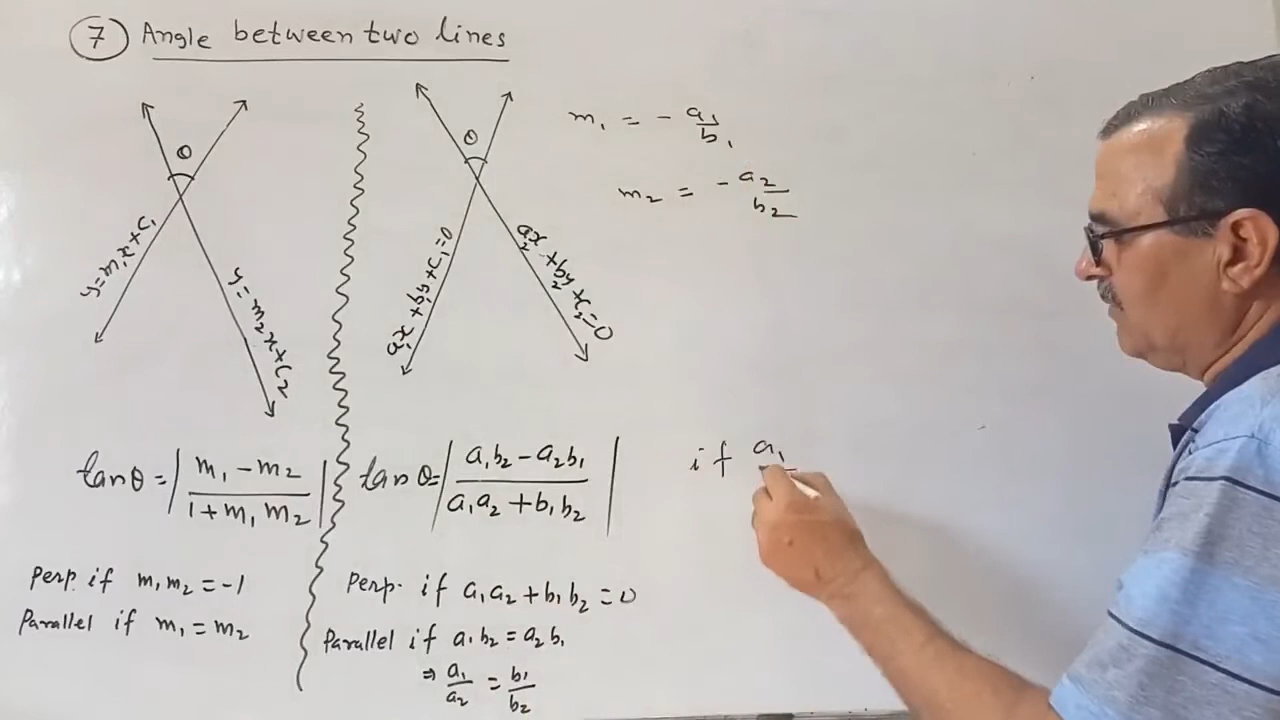 7 Angle between two lines
θ
y=m₁x+c₁
y=m₂x+c₂
θ
a₁x+b₁y+c₁=0
a₂x+b₂y+c₂=0
m₁ = -a₁/b₁
m₂ = -a₂/b₂
tanθ = |(m₁-m₂)/(1+m₁m₂)|
tanθ= |(a₁b₂-a₂b₁)/(a₁a₂+b₁b₂)|
if a₁
Perp. if m₁m₂=-1
Parallel if m₁=m₂
Perp. if a₁a₂+b₁b₂=0
Parallel if a₁b₂=a₂b₁
⇒ a₁/a₂ = b₁/b₂